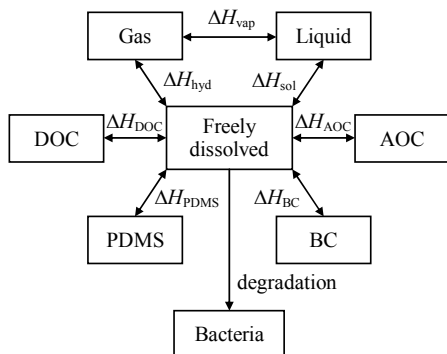 Gas
ΔHvap
Liquid
ΔHhyd
ΔHsol
DOC
ΔHDOC
Freely
dissolved
ΔHAOC
AOC
ΔHPDMS
ΔHBC
PDMS
BC
degradation
Bacteria